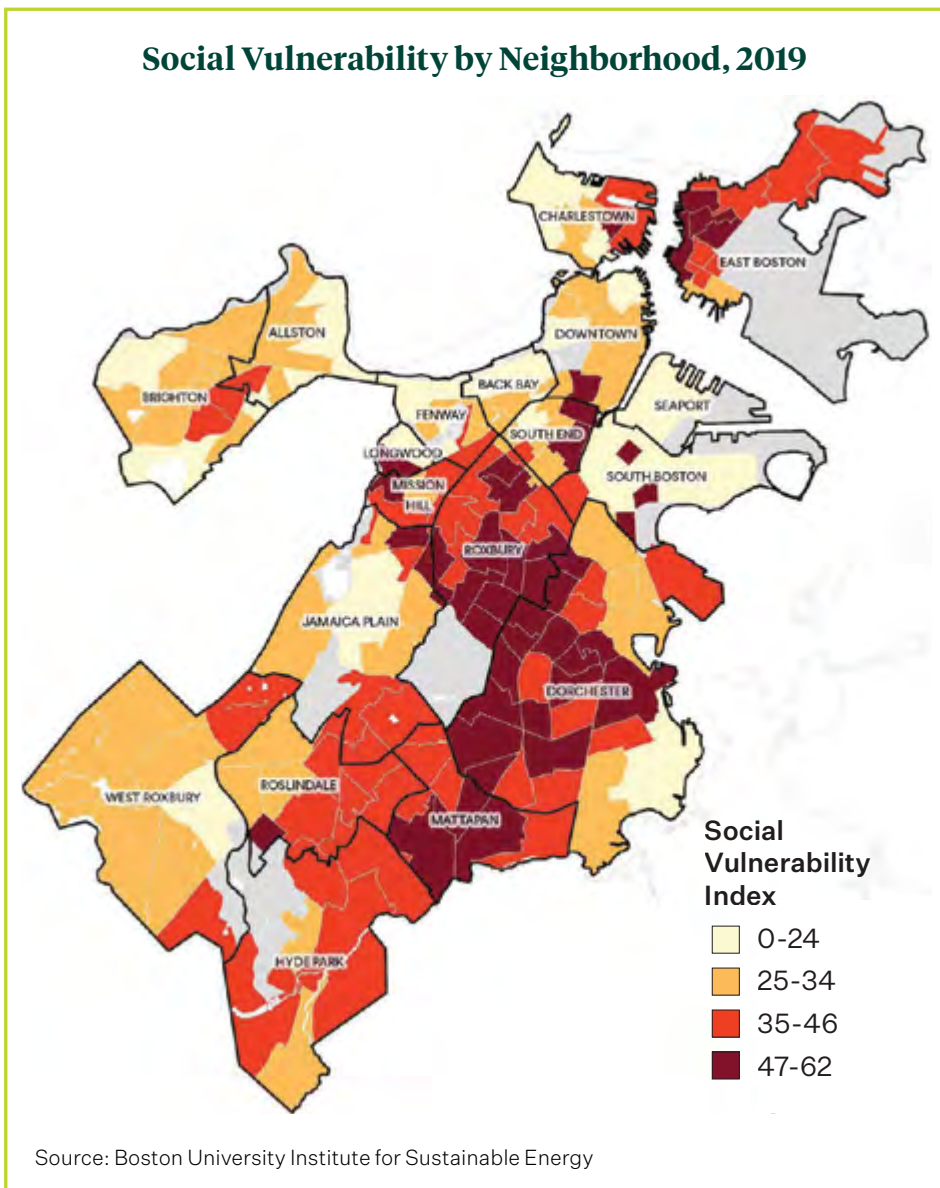 Social Vulnerability by Neighborhood, 2019
CHARLESTOWN
EAST BOSTON
ALLSTON
DOWNTOWN
BACK BAY
BRIGHTON
SEAPORT
FENWAY
SOUTH END
LONGWOOD
SOUTH BOSTON
MISSION
HILL
ROXBURY
JAMAICA PLAIN
DORCHESTER
WEST ROXBURY
ROSLINDALE
MATTAPAN
HYDE PARK
Social
Vulnerability
Index
0-24
25-34
35-46
47-62
Source: Boston University Institute for Sustainable Energy